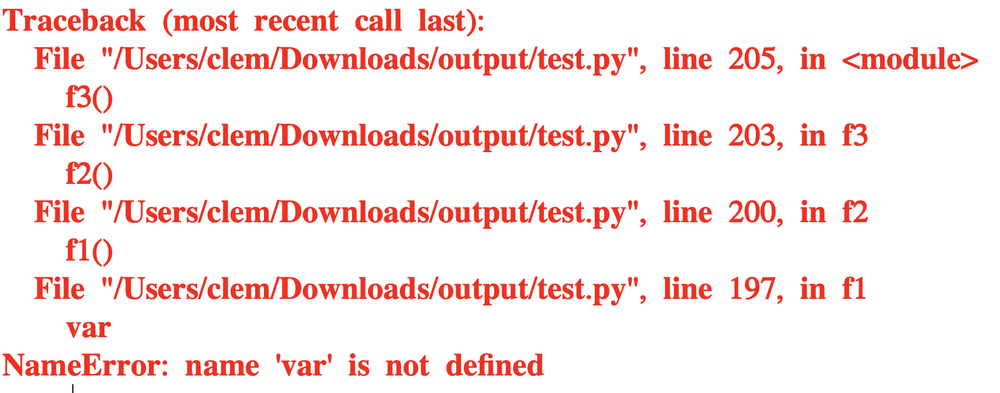 Traceback (most recent call last):
  File "/Users/clem/Downloads/output/test.py", line 205, in <module>
    f3()
  File "/Users/clem/Downloads/output/test.py", line 203, in f3
    f2()
  File "/Users/clem/Downloads/output/test.py", line 200, in f2
    f1()
  File "/Users/clem/Downloads/output/test.py", line 197, in f1
    var
NameError: name 'var' is not defined